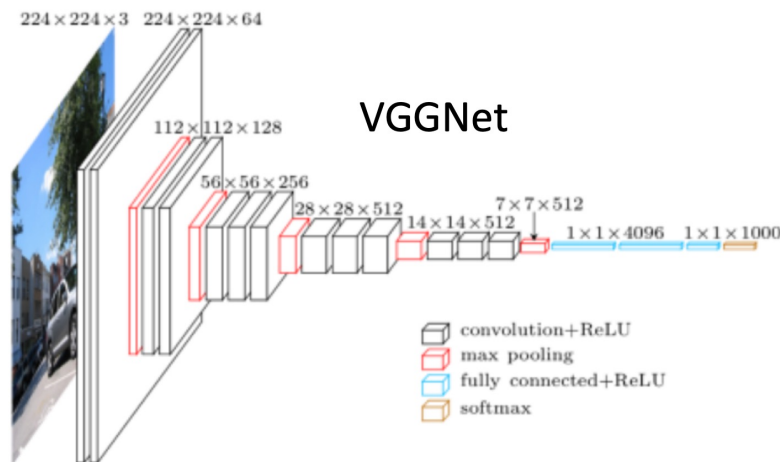 224×224×3
224×224×64
VGGNet
112×112×128
56×56×256
28×28×512
14×14×512
7×7×512
1×1×4096
1×1×1000
convolution+ReLU
max pooling
fully connected+ReLU
softmax